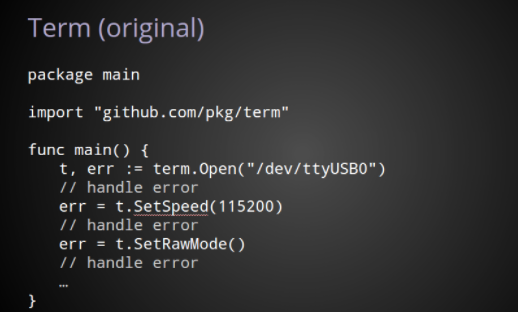 Term (original)
package main
import "github.com/pkg/term"
func main() {
t, err := term.Open("/dev/ttyUSB0")
// handle error
err = t.SetSpeed(115200)
// handle error
err = t.SetRawMode()
// handle error
…
}